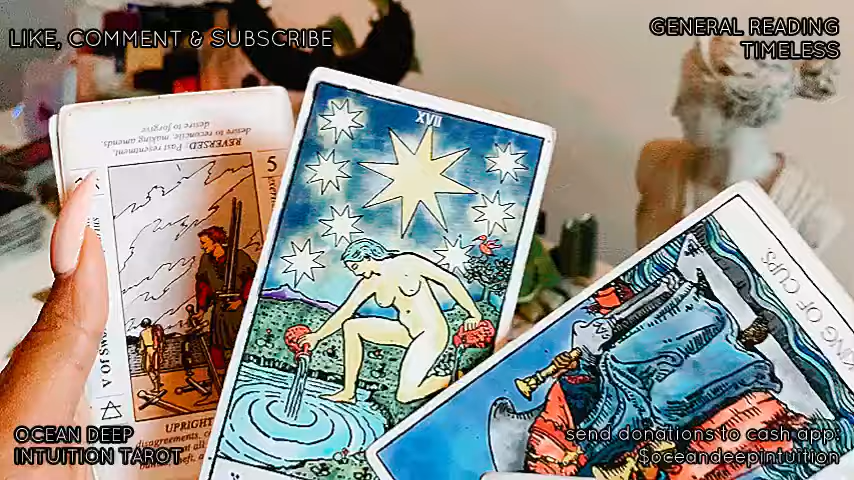 LIKE, COMMENT & SUBSCRIBE
GENERAL READING
TIMELESS
desire to forgive
desire to reconcile, making amends,
REVERSED: Past resentment,
5
XVII
KING OF CUPS.
UPRIGHT
disagreements,
OCEAN DEEP
INTUITION TAROT
send donations to cash app:
$oceandeepintuition